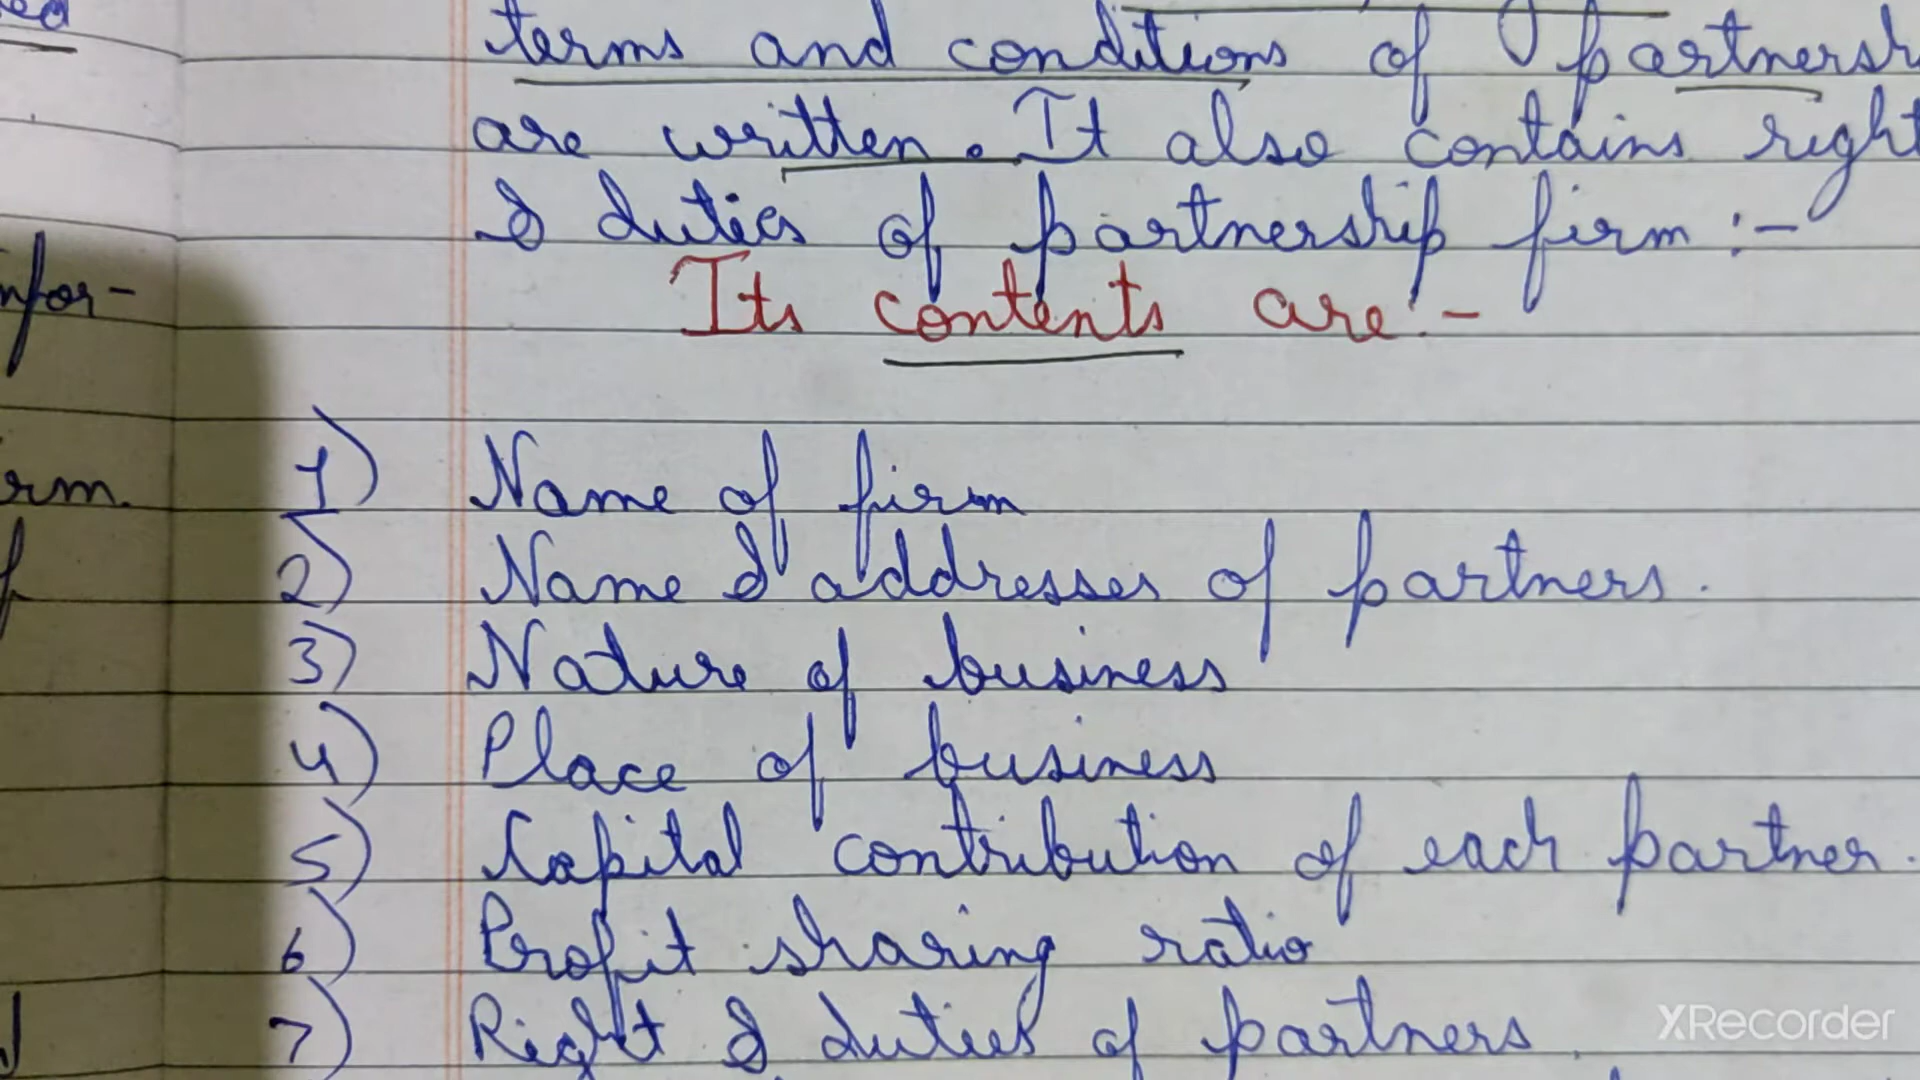 terms and conditions of partnersh
are written. It also contains right
& duties of partnership firm :-
Its contents are :-
nfor-
1) Name of firm
rm.
2) Name & addresses of partners.
f
3) Nature of business
4) Place of business
5) Capital contribution of each partner.
6) Profit sharing ratio
7) Right & duties of partners.
XRecorder